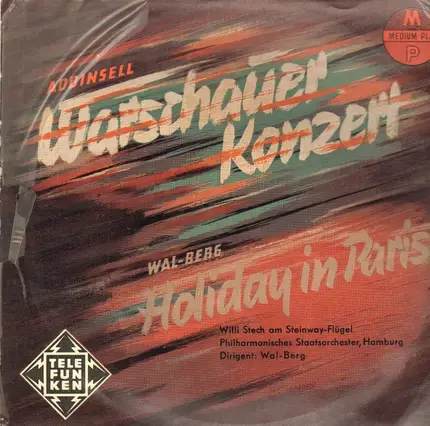 M
MEDIUM PL
P
ADDINSELL
Warschauer
Konzert
WAL-BERG
Holiday in Paris
Willi Stech am Steinway-Flügel
Philharmonisches Staatsorchester, Hamburg
Dirigent: Wal-Berg
TELE
FUN
KEN